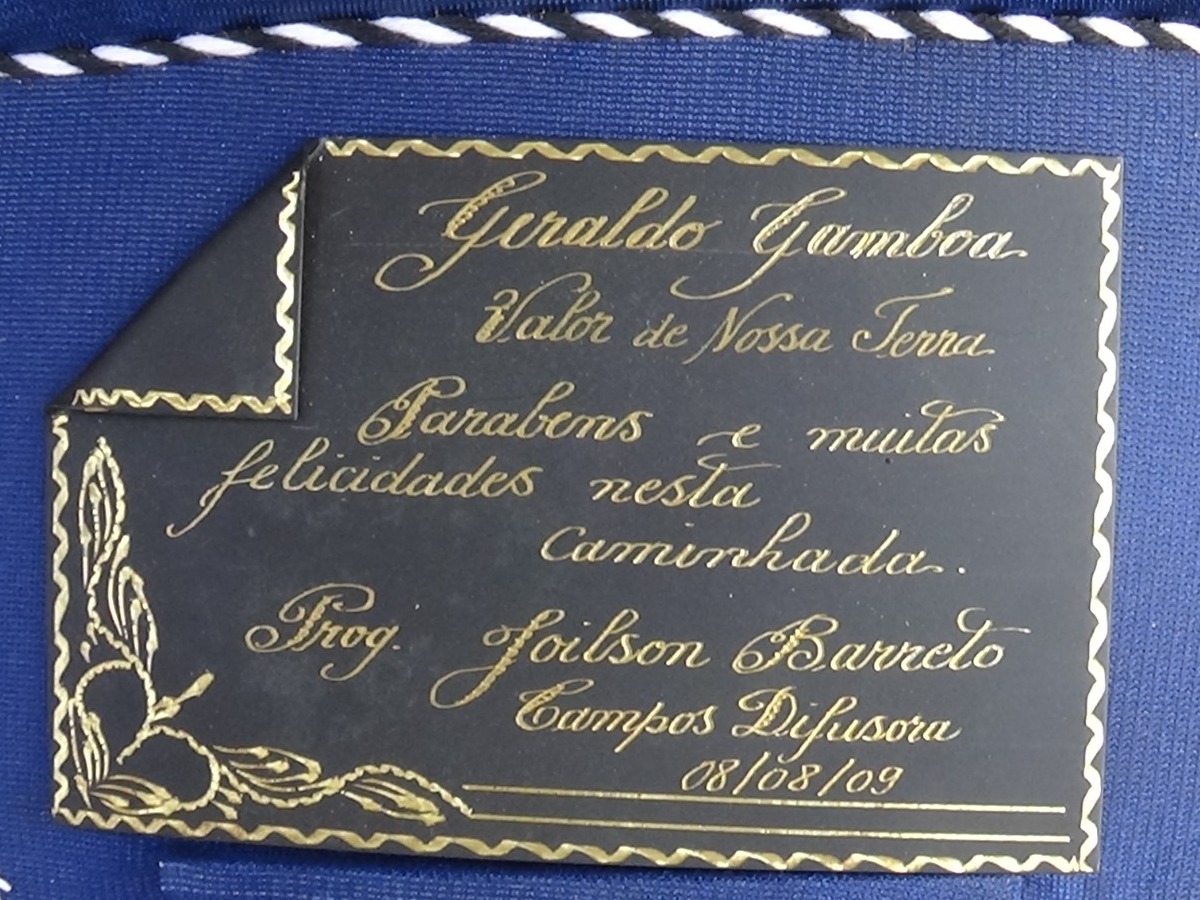 Geraldo Gamboa
Valor de Nossa Terra
Parabens e muitas
felicidades nesta
Caminhada.
Prog. Joilson Barreto
Campos Difusora
08/08/09